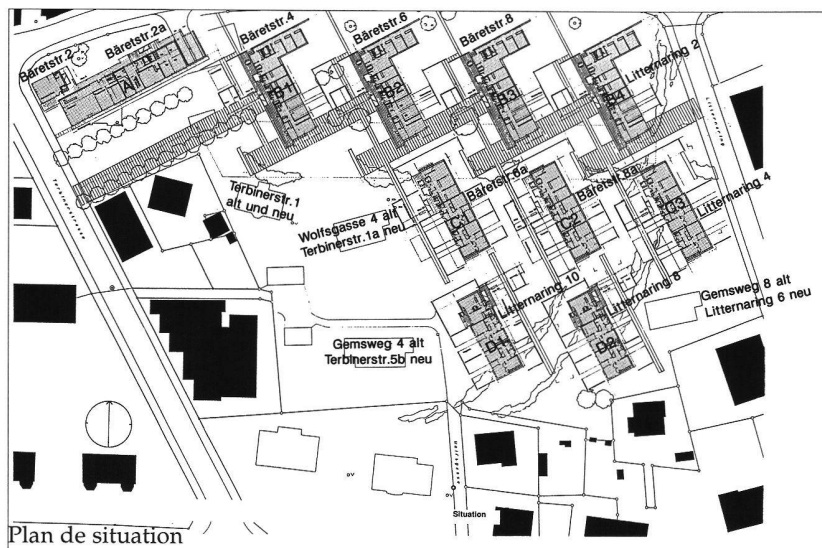 Bäretstr.2
Bäretstr.2a
Bäretstr.4
Bäretstr.6
Bäretstr.8
Litternaring 2
A1
B1
B2
B3
B4
Terbinerstrasse
Litternaring
Terbinerstr.1
alt und neu
Wolfsgasse 4 alt
Terbinerstr.1a neu
Bäretstr.6a
Bäretstr.8a
Litternaring 4
C1
C2
C3
Litternaring 10
Litternaring 8
Gemsweg 8 alt
Litternaring 6 neu
Gemsweg 4 alt
Terbinerstr.5b neu
D1
D2
Situation
Plan de situation